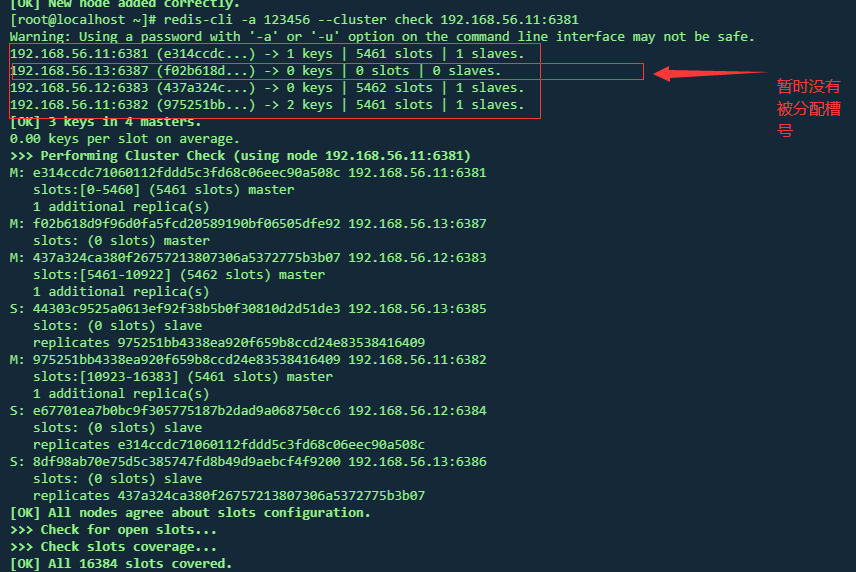 [OK] New node added correctly.
[root@localhost ~]# redis-cli -a 123456 --cluster check 192.168.56.11:6381
Warning: Using a password with '-a' or '-u' option on the command line interface may not be safe.
192.168.56.11:6381 (e314ccdc...) -> 1 keys | 5461 slots | 1 slaves.
192.168.56.13:6387 (f02b618d...) -> 0 keys | 0 slots | 0 slaves.
192.168.56.12:6383 (437a324c...) -> 0 keys | 5462 slots | 1 slaves.
192.168.56.11:6382 (975251bb...) -> 2 keys | 5461 slots | 1 slaves.
暂时没有
被分配槽
号
[OK] 3 keys in 4 masters.
0.00 keys per slot on average.
>>> Performing Cluster Check (using node 192.168.56.11:6381)
M: e314ccdc71060112fddd5c3fd68c06eec90a508c 192.168.56.11:6381
   slots:[0-5460] (5461 slots) master
   1 additional replica(s)
M: f02b618d9f96d0fa5fcd20589190bf06505dfe92 192.168.56.13:6387
   slots: (0 slots) master
M: 437a324ca380f26757213807306a5372775b3b07 192.168.56.12:6383
   slots:[5461-10922] (5462 slots) master
   1 additional replica(s)
S: 44303c9525a0613ef92f38b5b0f30810d2d51de3 192.168.56.13:6385
   slots: (0 slots) slave
   replicates 975251bb4338ea920f659b8ccd24e83538416409
M: 975251bb4338ea920f659b8ccd24e83538416409 192.168.56.11:6382
   slots:[10923-16383] (5461 slots) master
   1 additional replica(s)
S: e67701ea7b0bc9f305775187b2dad9a068750cc6 192.168.56.12:6384
   slots: (0 slots) slave
   replicates e314ccdc71060112fddd5c3fd68c06eec90a508c
S: 8df98ab70e75d5c385747fd8b49d9aebcf4f9200 192.168.56.13:6386
   slots: (0 slots) slave
   replicates 437a324ca380f26757213807306a5372775b3b07
[OK] All nodes agree about slots configuration.
>>> Check for open slots...
>>> Check slots coverage...
[OK] All 16384 slots covered.